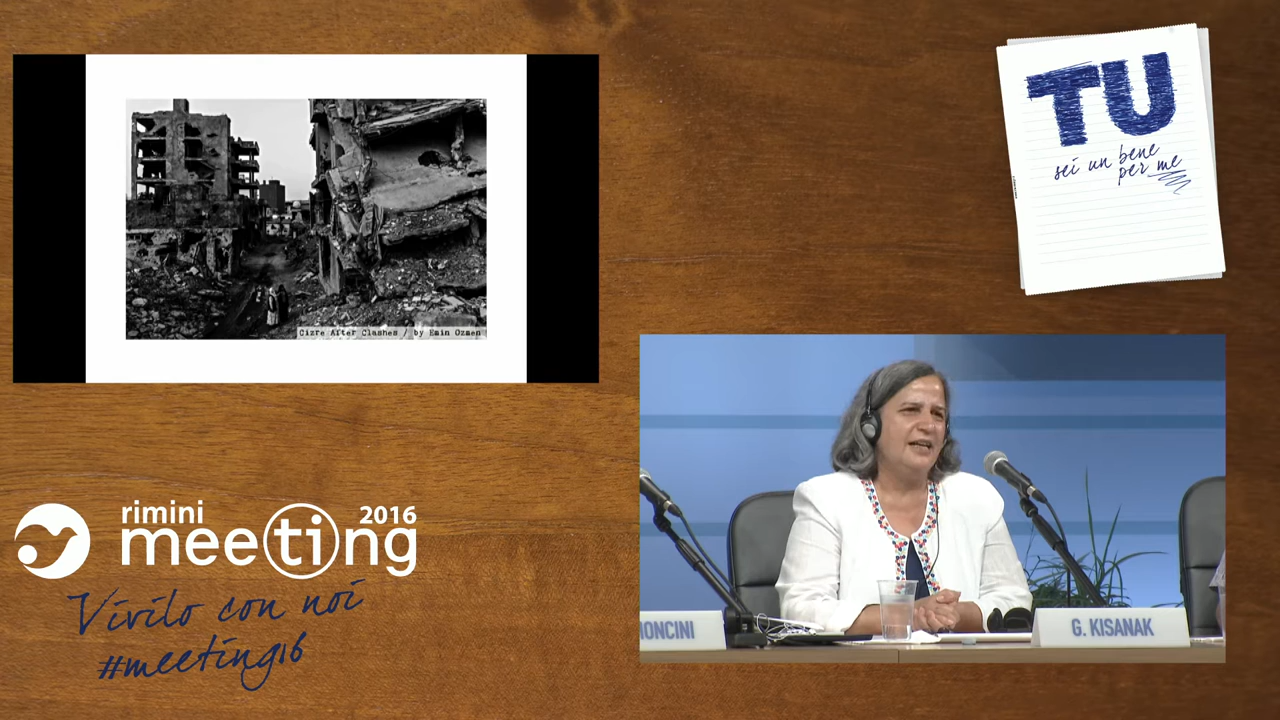 Cizre After Clashes / by Emin Ozmen
TU
sei un bene
per me
rimini
meeting
2016
Vivilo con noi
#meeting16
MONCINI
G. KISANAK